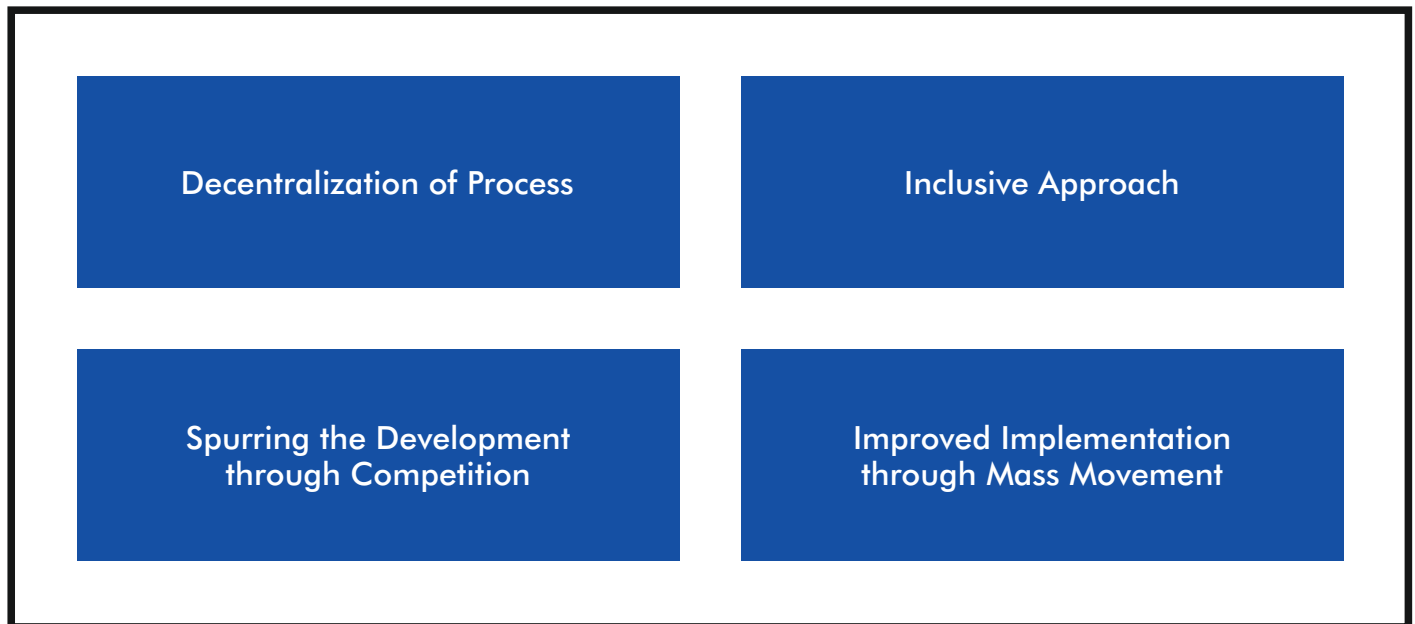 Decentralization of Process
Inclusive Approach
Spurring the Development
through Competition
Improved Implementation
through Mass Movement